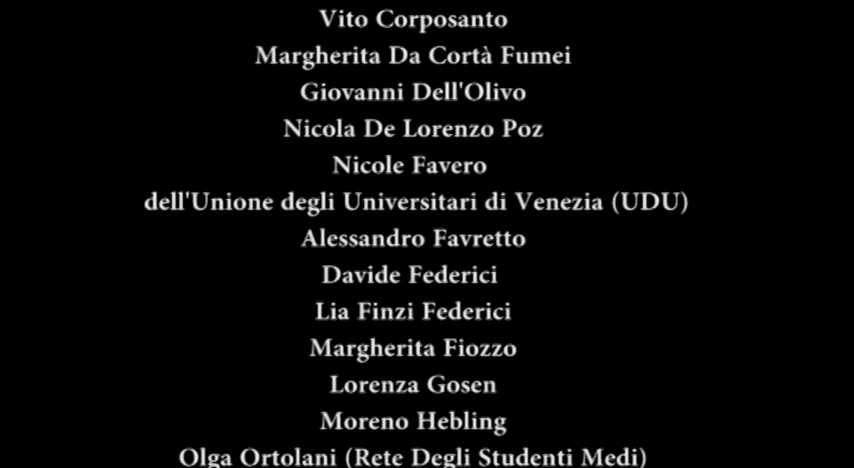 Vito Corposanto
Margherita Da Cortà Fumei
Giovanni Dell'Olivo
Nicola De Lorenzo Poz
Nicole Favero
dell'Unione degli Universitari di Venezia (UDU)
Alessandro Favretto
Davide Federici
Lia Finzi Federici
Margherita Fiozzo
Lorenza Gosen
Moreno Hebling
Olga Ortolani (Rete Degli Studenti Medi)